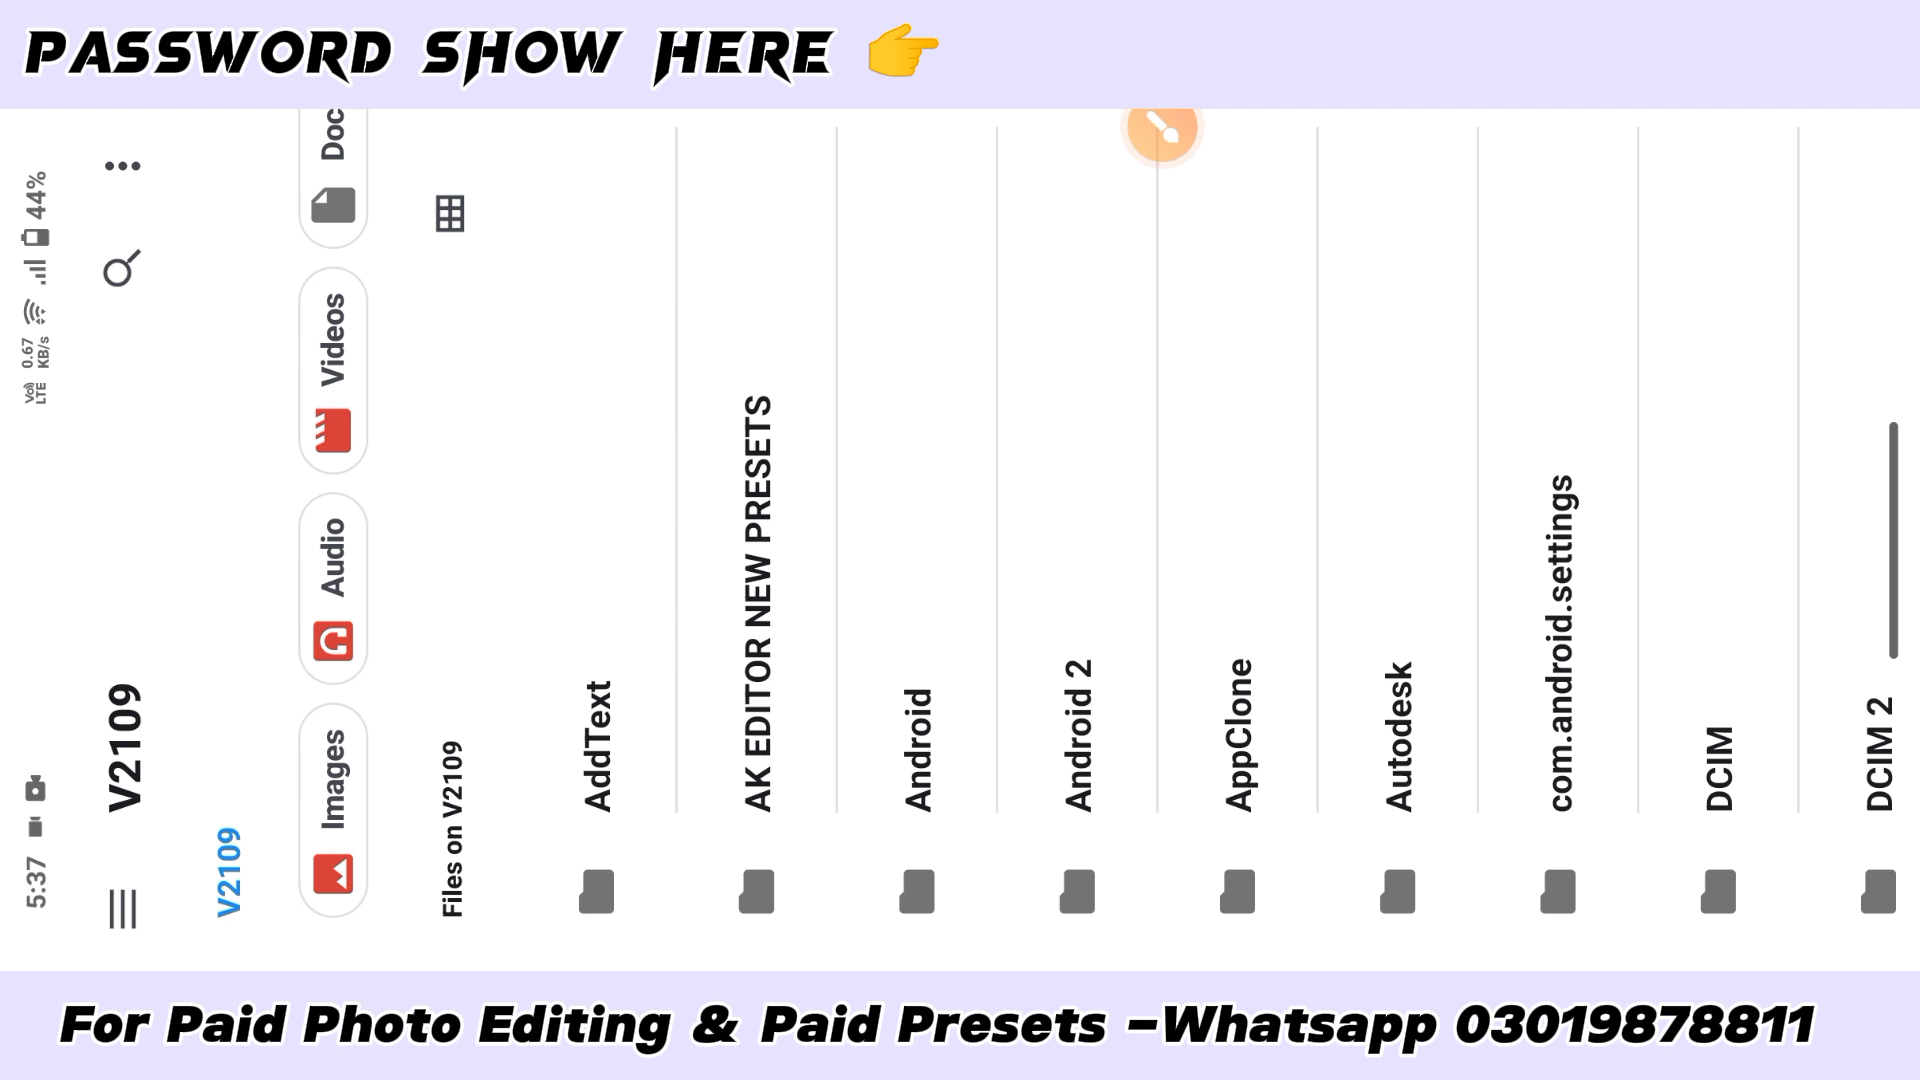 PASSWORD SHOW HERE 👉
5:37
Vo)) LTE 0.67 KB/s 44%
V2109
V2109
Images Audio Videos Doc
Files on V2109
AddText
AK EDITOR NEW PRESETS
Android
Android 2
AppClone
Autodesk
com.android.settings
DCIM
DCIM 2
For Paid Photo Editing & Paid Presets -Whatsapp 03019878811